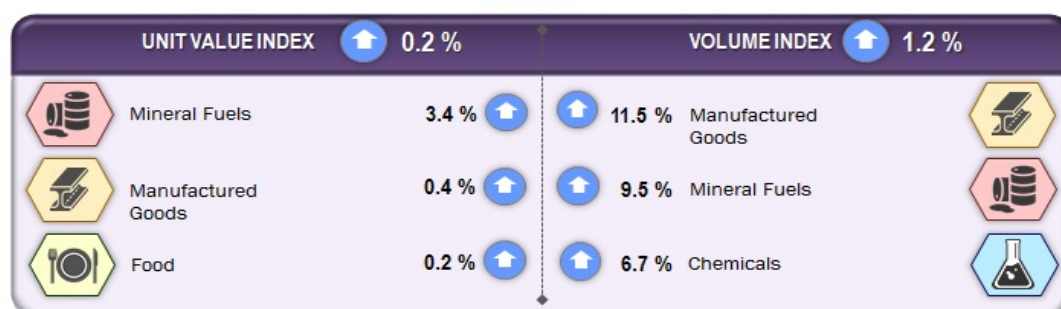 UNIT VALUE INDEX 0.2 %
VOLUME INDEX 1.2 %
Mineral Fuels 3.4 %
Manufactured 0.4 %
Goods
Food 0.2 %
11.5 % Manufactured
Goods
9.5 % Mineral Fuels
6.7 % Chemicals